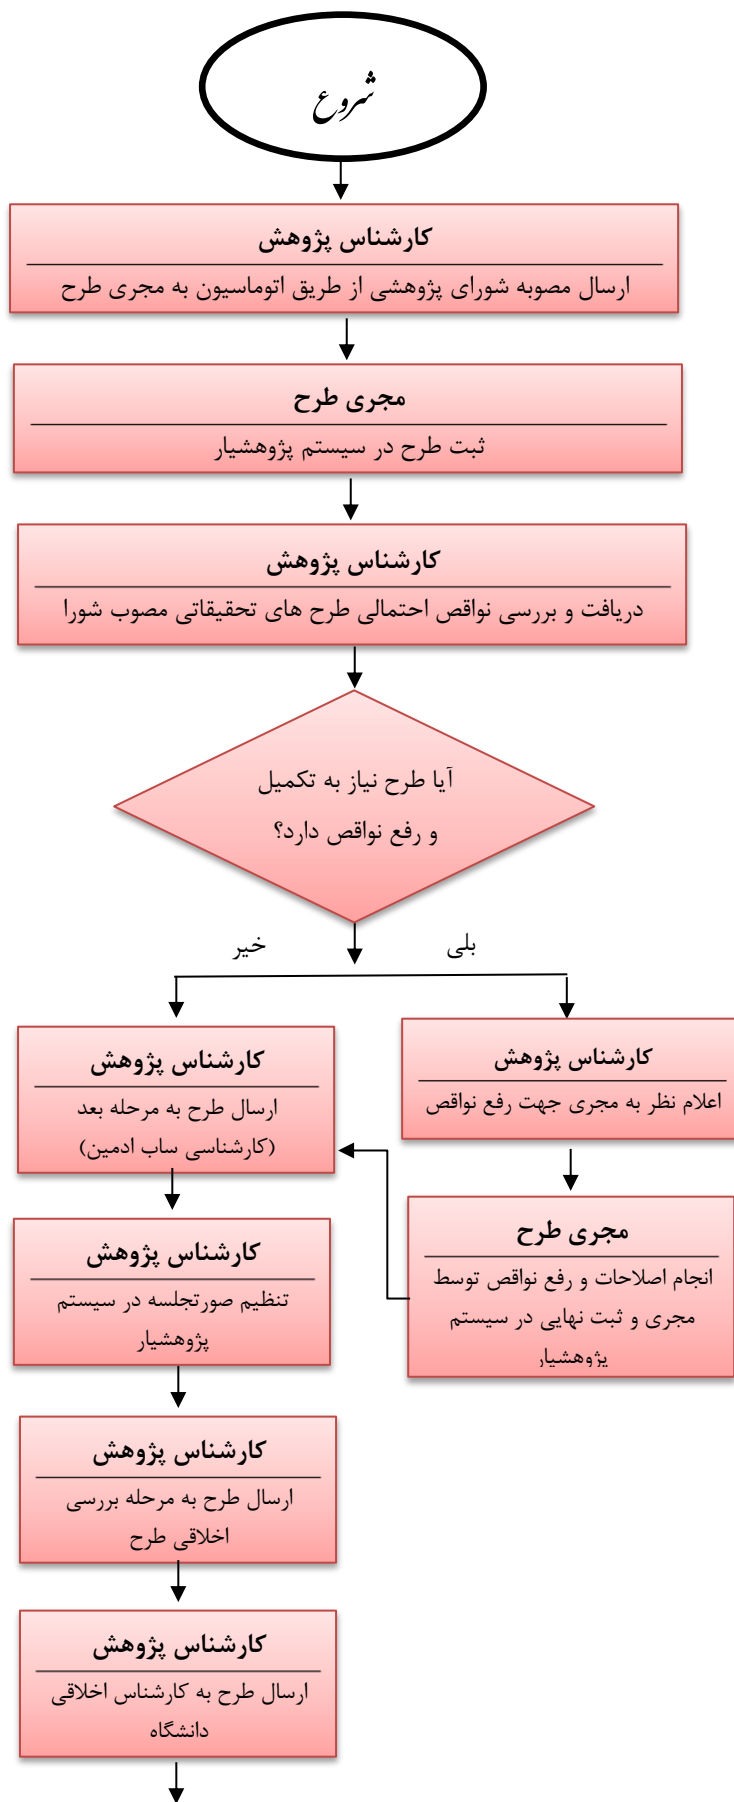 شروع
کارشناس پژوهش
ارسال مصوبه شورای پژوهشی از طریق اتوماسیون به مجری طرح
مجری طرح
ثبت طرح در سیستم پژوهشیار
کارشناس پژوهش
دریافت و بررسی نواقص احتمالی طرح های تحقیقاتی مصوب شورا
آیا طرح نیاز به تکمیل
و رفع نواقص دارد؟
بلی
خیر
کارشناس پژوهش
اعلام نظر به مجری جهت رفع نواقص
مجری طرح
انجام اصلاحات و رفع نواقص توسط
مجری و ثبت نهایی در سیستم
پژوهشیار
کارشناس پژوهش
ارسال طرح به مرحله بعد
(کارشناسی ساب ادمین)
کارشناس پژوهش
تنظیم صورتجلسه در سیستم
پژوهشیار
کارشناس پژوهش
ارسال طرح به مرحله بررسی
اخلاقی طرح
کارشناس پژوهش
ارسال طرح به کارشناس اخلاقی
دانشگاه